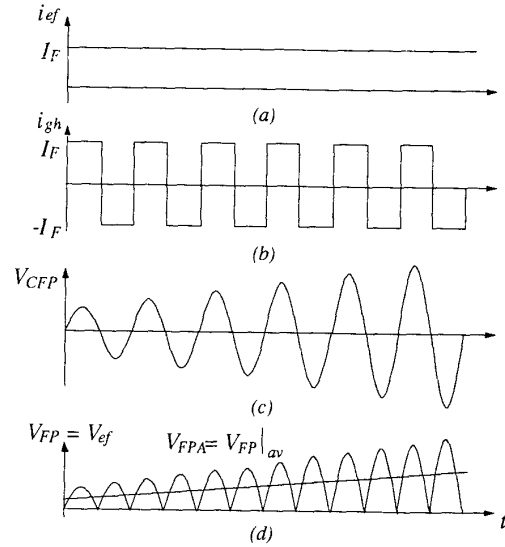 i_ef
I_F
(a)
i_gh
I_F
-I_F
(b)
V_CFP
(c)
V_FP = V_ef V_FPA = V_FP|_av
t
(d)